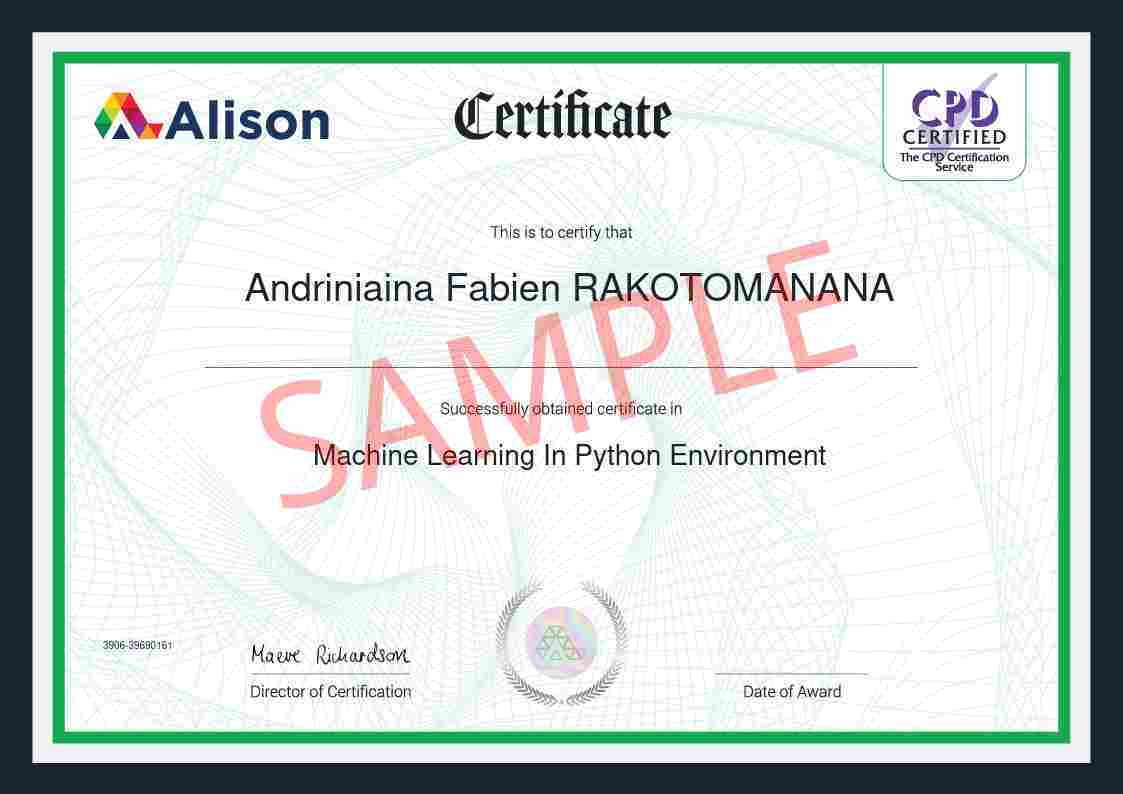 Alison
Certificate
CPD
CERTIFIED
The CPD Certification
Service
This is to certify that
Andriniaina Fabien RAKOTOMANANA
SAMPLE
Successfully obtained certificate in
Machine Learning In Python Environment
3906-39690161
Maeve Richardson
Director of Certification
Date of Award